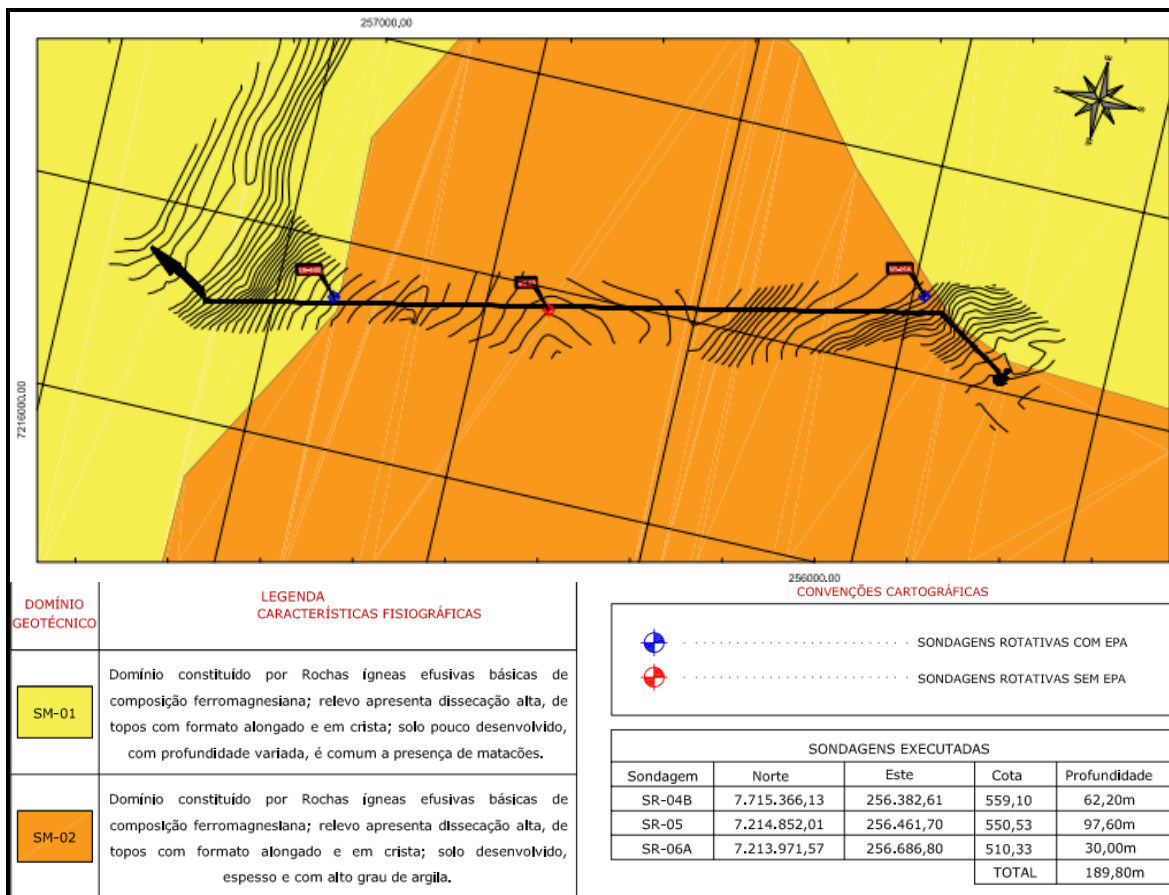 257000.00
7216000.00
256000.00
DOMÍNIO
GEOTÉCNICO
LEGENDA
CARACTERÍSTICAS FISIOGRÁFICAS
SM-01
Domínio constituído por Rochas ígneas efusivas básicas de
composição ferromagnesiana; relevo apresenta dissecação alta, de
topos com formato alongado e em crista; solo pouco desenvolvido,
com profundidade variada, é comum a presença de matacões.
SM-02
Domínio constituído por Rochas ígneas efusivas básicas de
composição ferromagnesiana; relevo apresenta dissecação alta, de
topos com formato alongado e em crista; solo desenvolvido,
espesso e com alto grau de argila.
CONVENÇÕES CARTOGRÁFICAS
SONDAGENS ROTATIVAS COM EPA
SONDAGENS ROTATIVAS SEM EPA
SONDAGENS EXECUTADAS
Sondagem Norte Este Cota Profundidade
SR-04B 7.715.366,13 256.382,61 559,10 62,20m
SR-05 7.214.852,01 256.461,70 550,53 97,60m
SR-06A 7.213.971,57 256.686,80 510,33 30,00m
TOTAL 189,80m